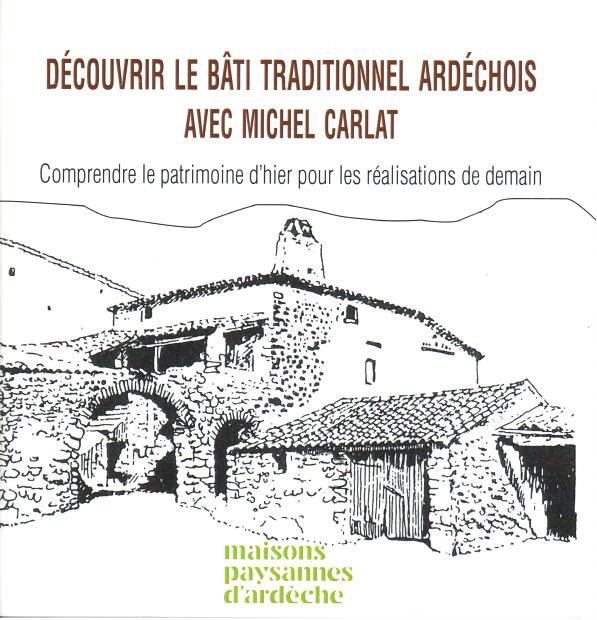 DÉCOUVRIR LE BÂTI TRADITIONNEL ARDÉCHOIS
AVEC MICHEL CARLAT
Comprendre le patrimoine d'hier pour les réalisations de demain
maisons
paysannes
d'ardèche